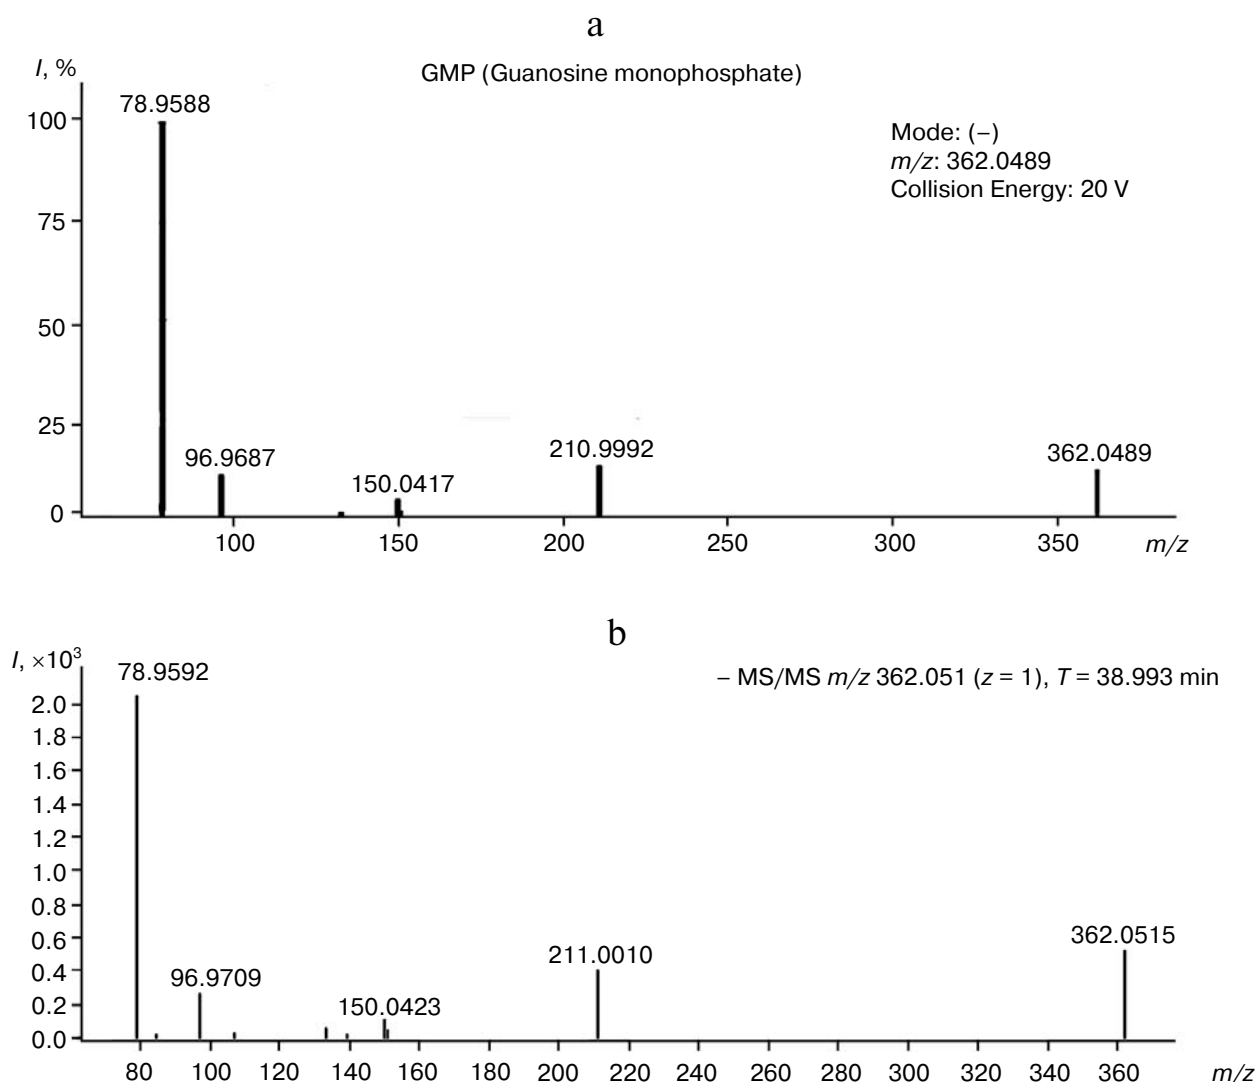 a
I, %
GMP (Guanosine monophosphate)
78.9588
100
Mode: (−)
m/z: 362.0489
Collision Energy: 20 V
75
50
25
210.9992
362.0489
96.9687
150.0417
0
100 150 200 250 300 350 m/z
b
I, ×10³
78.9592
− MS/MS m/z 362.051 (z = 1), T = 38.993 min
2.0
1.8
1.6
1.4
1.2
1.0
0.8
0.6
362.0515
211.0010
0.4
96.9709
0.2
150.0423
0.0
80 100 120 140 160 180 200 220 240 260 280 300 320 340 360 m/z